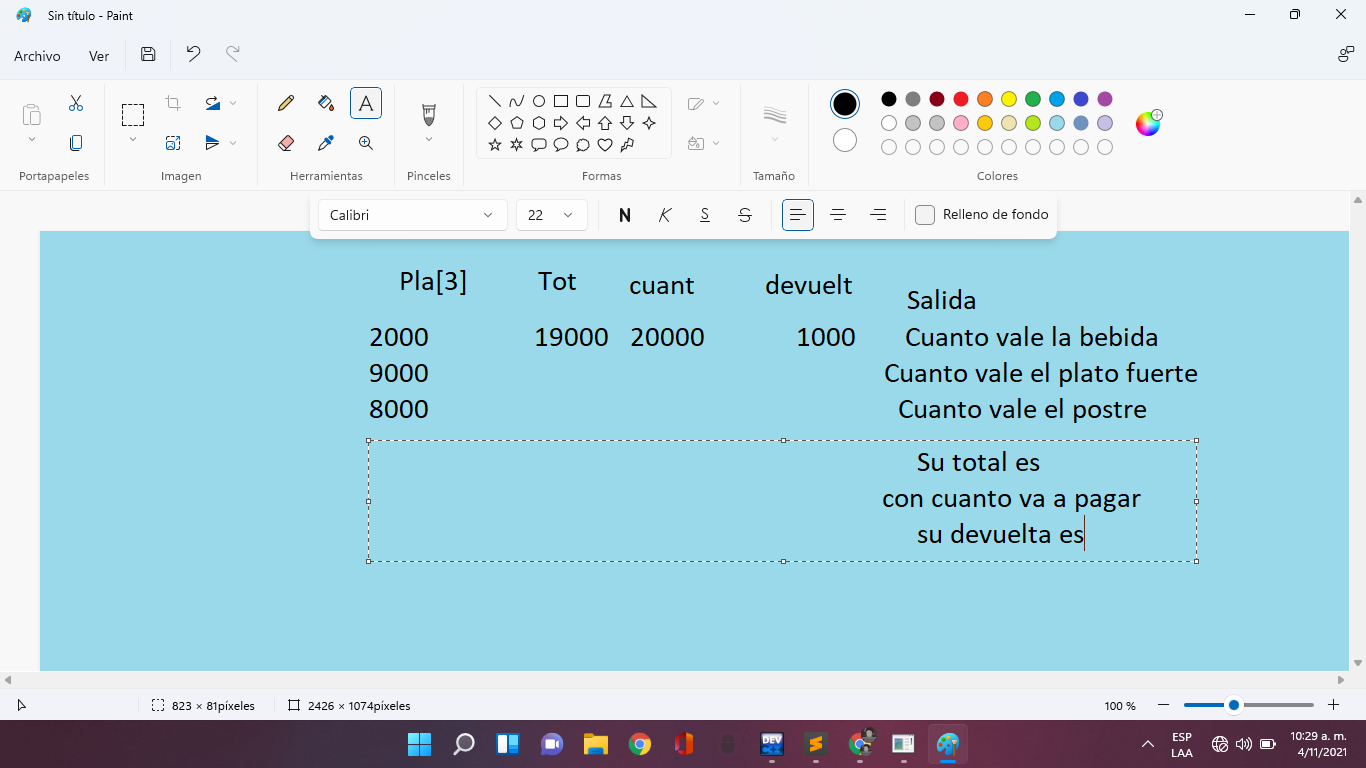 Sin título - Paint
Archivo Ver
Portapapeles Imagen Herramientas Pinceles Formas Tamaño Colores
Calibri 22 N K S S Relleno de fondo
Pla[3] Tot cuant devuelt Salida
2000 19000 20000 1000 Cuanto vale la bebida
9000 Cuanto vale el plato fuerte
8000 Cuanto vale el postre
Su total es
con cuanto va a pagar
su devuelta es
823 × 81píxeles 2426 × 1074píxeles 100 %
DEV
ESP 10:29 a. m.
LAA 4/11/2021